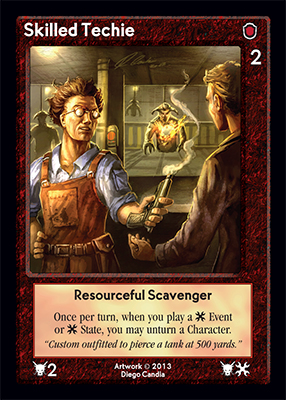 Skilled Techie
2
Resourceful Scavenger
Once per turn, when you play a Event
or State, you may unturn a Character.
"Custom outfitted to pierce a tank at 500 yards."
2
Artwork © 2013
Diego Candia